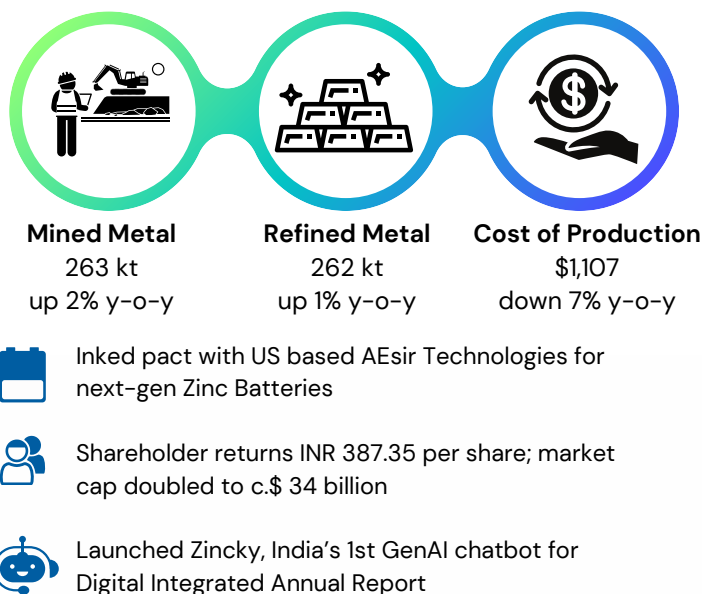 Mined Metal
263 kt
up 2% y-o-y
Refined Metal
262 kt
up 1% y-o-y
Cost of Production
$1,107
down 7% y-o-y
Inked pact with US based AEsir Technologies for
next-gen Zinc Batteries
Shareholder returns INR 387.35 per share; market
cap doubled to c.$ 34 billion
Launched Zincky, India's 1st GenAI chatbot for
Digital Integrated Annual Report